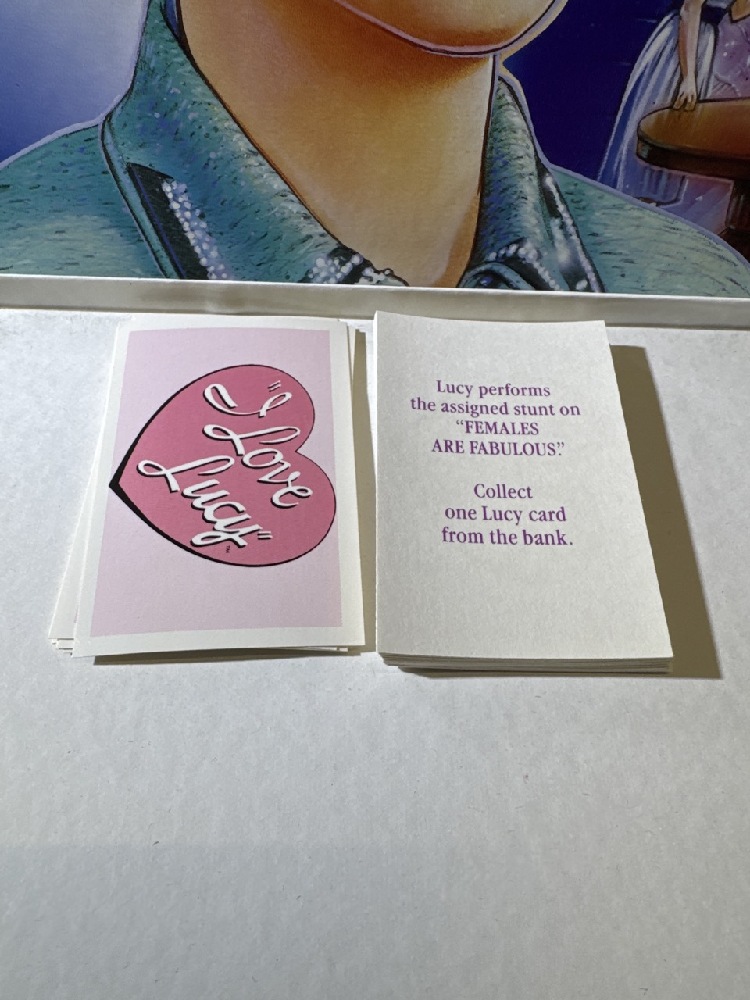 "I
Love
Lucy"
Lucy performs
the assigned stunt on
“FEMALES
ARE FABULOUS”.

Collect
one Lucy card
from the bank.